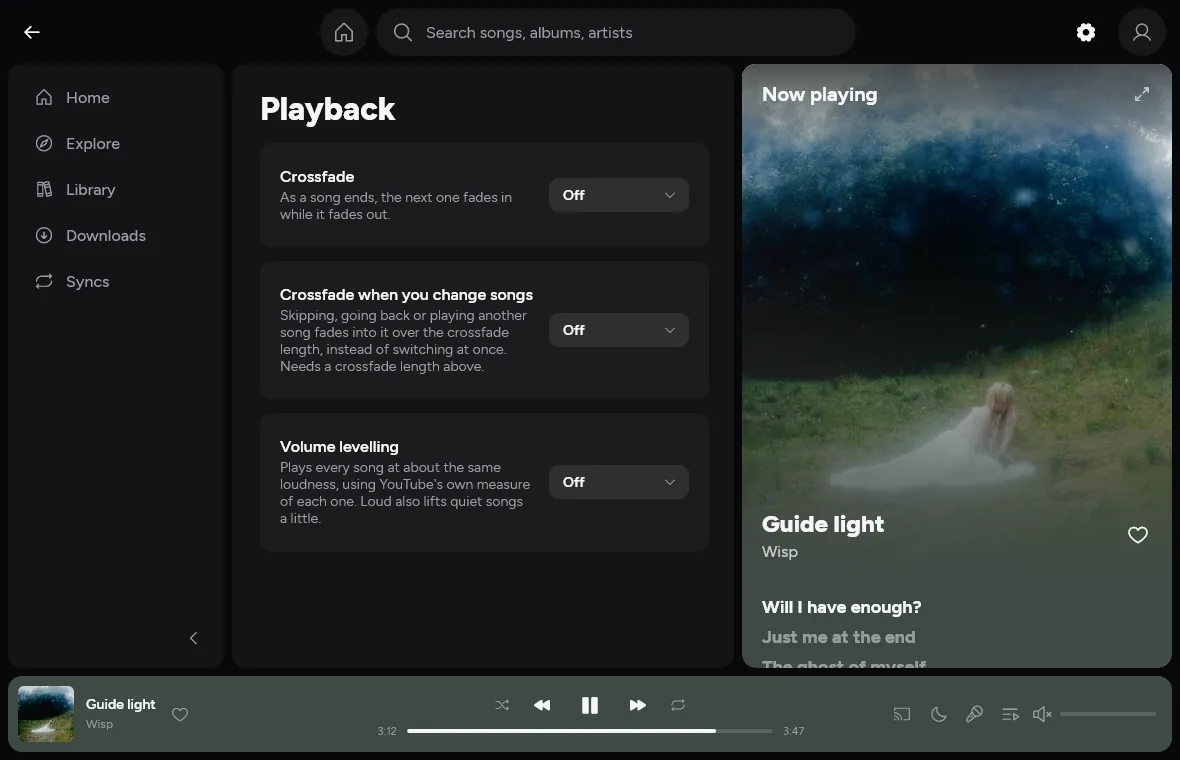 Search songs, albums, artists
Home
Explore
Library
Downloads
Syncs
Playback
Crossfade
As a song ends, the next one fades in
while it fades out.
Off
Crossfade when you change songs
Skipping, going back or playing another
song fades into it over the crossfade
length, instead of switching at once.
Needs a crossfade length above.
Off
Volume levelling
Plays every song at about the same
loudness, using YouTube's own measure
of each one. Loud also lifts quiet songs
a little.
Off
Now playing
Guide light
Wisp
Will I have enough?
Just me at the end
The ghost of myself
Guide light
Wisp
3:12
3:47